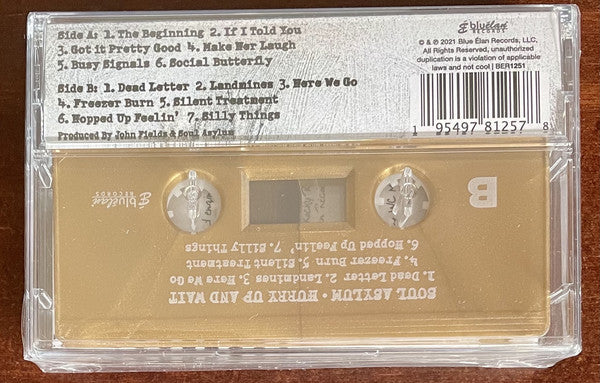 Side A: 1. The Beginning 2. If I Told You
3. Got it Pretty Good 4. Make Her Laugh
5. Busy Signals 6. Social Butterfly
Side B: 1. Dead Letter 2. Landmines 3. Here We Go
4. Freezer Burn 5. Silent Treatment
6. Hopped Up Feelin' 7. Silly Things
Produced By John Fields & Soul Asylum
bluélan
RECORDS
© & ℗ 2021 Blue Élan Records, LLC,
All Rights Reserved, unauthorized
duplication is a violation of applicable
laws and not cool | BER1251
1 95497 81257 8
bluélan
RECORDS
B
SOUL ASYLUM • HURRY UP AND WAIT
1. Dead Letter 2. Landmines 3. Here We Go
4. Freezer Burn 5. Silent Treatment
6. Hopped Up Feelin' 7. Silly Things